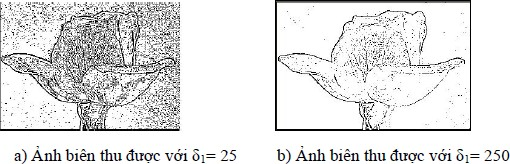 a) Ảnh biên thu được với δ1= 25
b) Ảnh biên thu được với δ1= 250